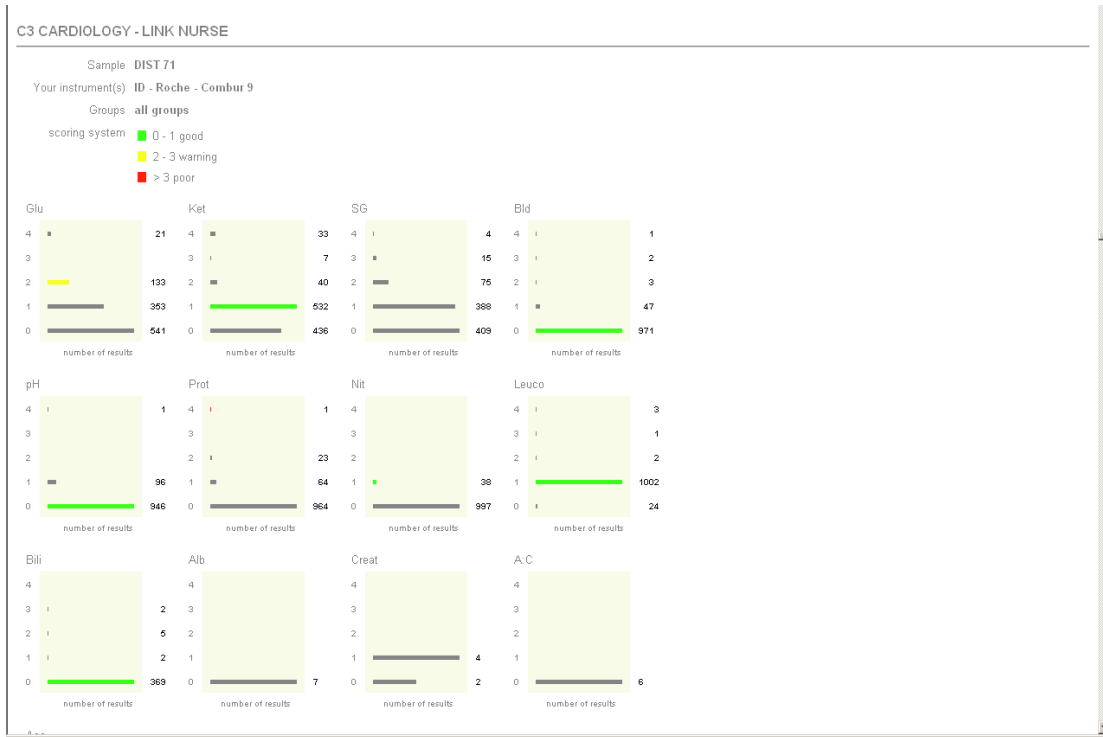 C3 CARDIOLOGY - LINK NURSE
Sample DIST 71
Your instrument(s) ID - Roche - Combur 9
Groups all groups
scoring system 0 - 1 good
2 - 3 warning
> 3 poor
Glu Ket SG Bld
4 21 4 33 4 4 4 1
3 3 7 3 15 3 2
2 133 2 40 2 75 2 3
1 353 1 532 1 388 1 47
0 541 0 436 0 409 0 971
number of results number of results number of results number of results
pH Prot Nit Leuco
4 1 4 1 4 4 3
3 3 3 3 1
2 2 23 2 2 2
1 96 1 64 1 38 1 1002
0 946 0 964 0 997 0 24
number of results number of results number of results number of results
Bili Alb Creat A:C
4 4 4 4
3 2 3 3 3
2 5 2 2 2
1 2 1 1 4 1
0 369 0 7 0 2 0 6
number of results number of results number of results number of results